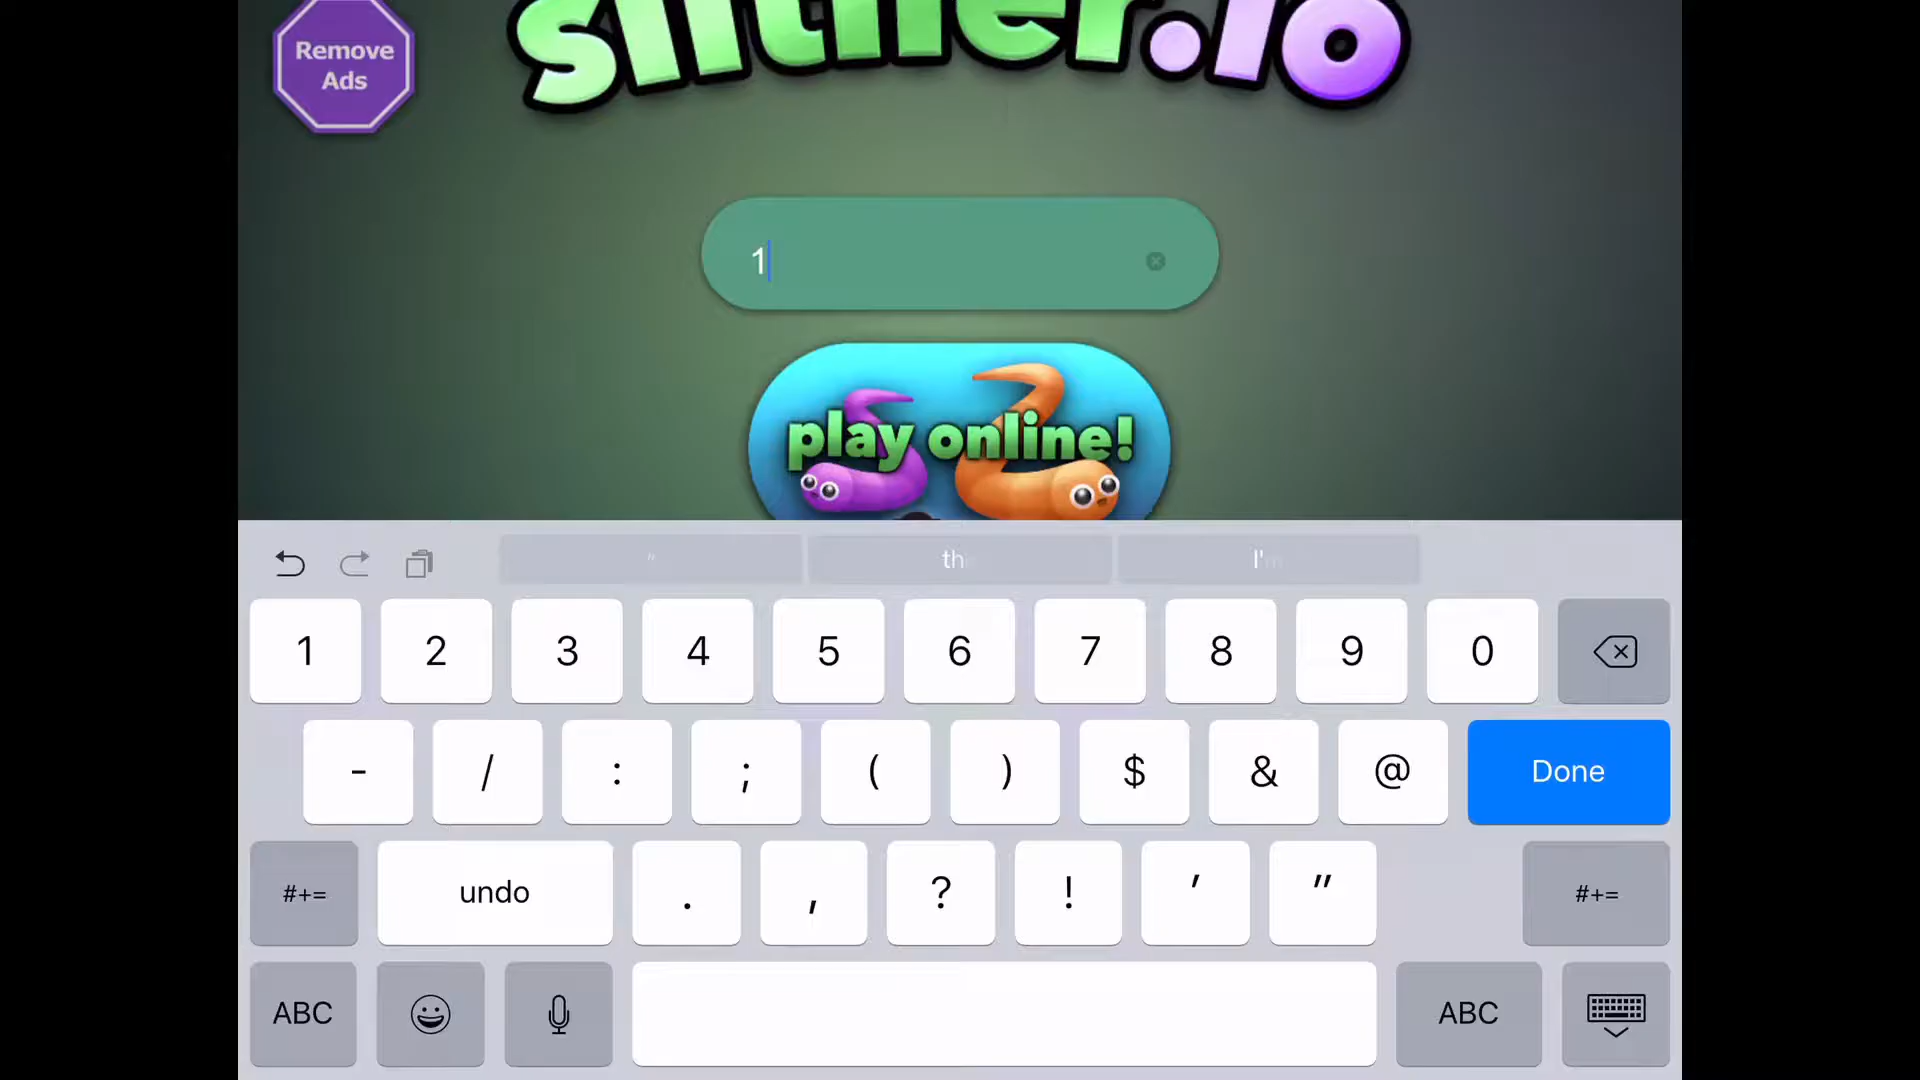 Remove
Ads
slither.io
1
play online!
" th I'
1 2 3 4 5 6 7 8 9 0
- / : ; ( ) $ & @ Done
#+= undo . , ? ! ' " #+=
ABC ABC